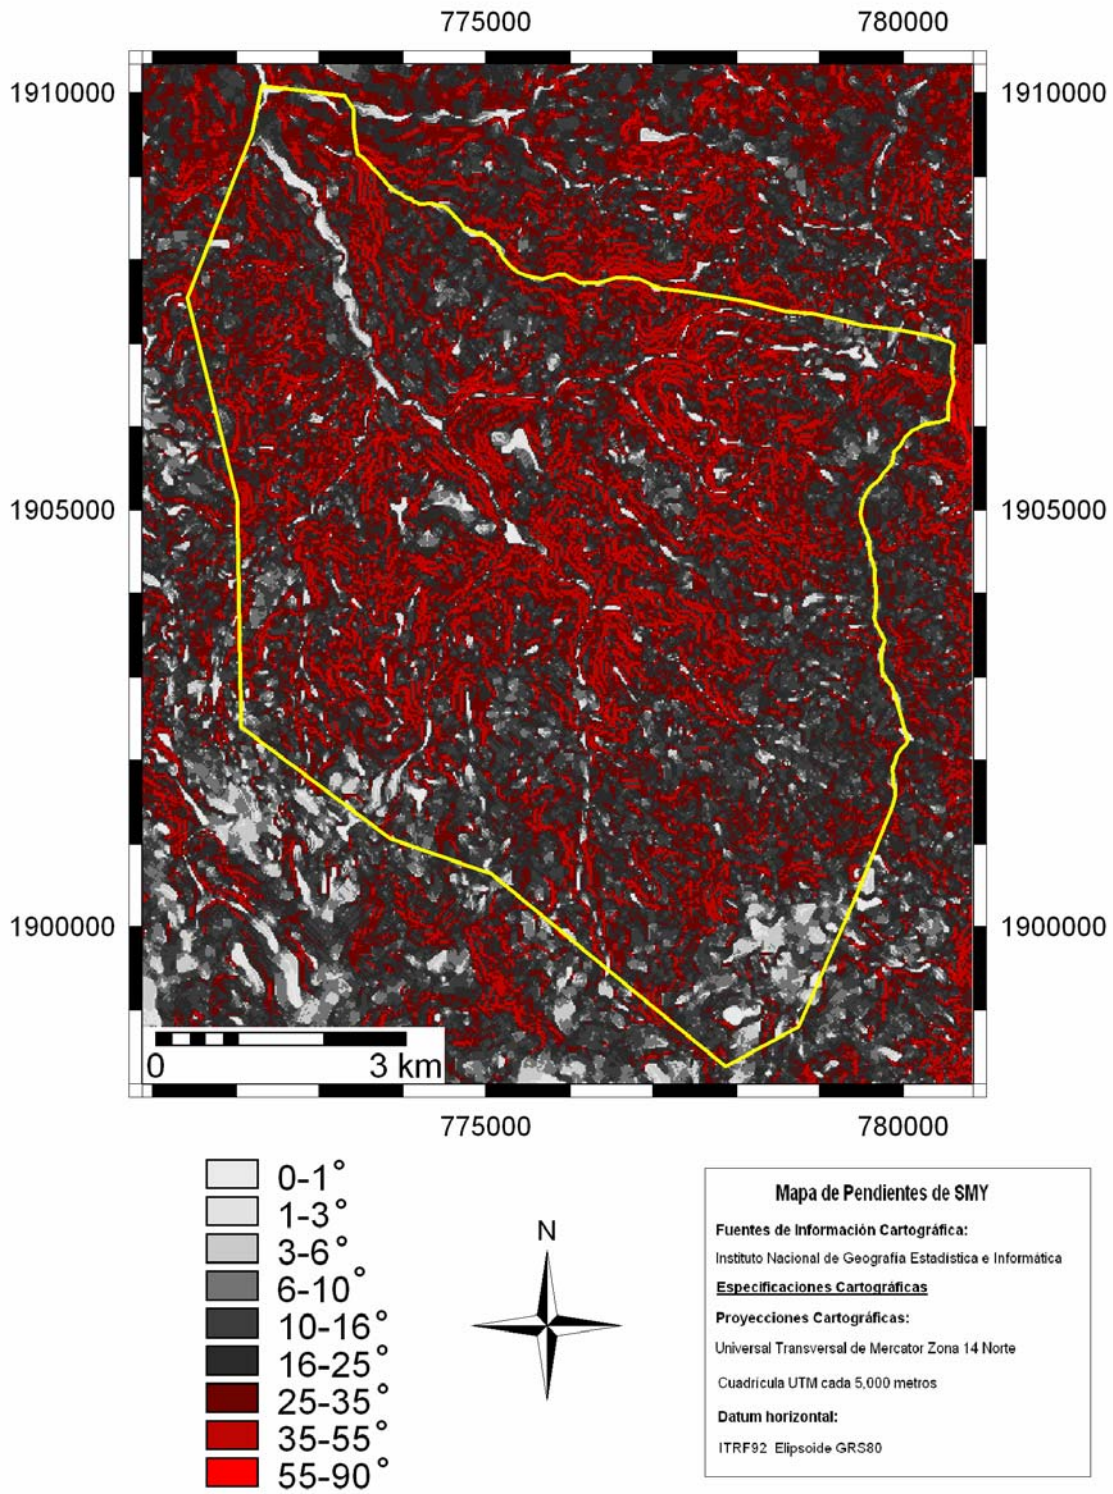 775000 780000
1910000 1910000
1905000 1905000
1900000 1900000
0 3 km
775000 780000
0-1°
1-3°
3-6°
6-10°
10-16°
16-25°
25-35°
35-55°
55-90°
N
Mapa de Pendientes de SMY
Fuentes de Información Cartográfica:
Instituto Nacional de Geografía Estadística e Informática
Especificaciones Cartográficas
Proyecciones Cartográficas:
Universal Transversal de Mercator Zona 14 Norte
Cuadrícula UTM cada 5,000 metros
Datum horizontal:
ITRF92 Elipsoide GRS80